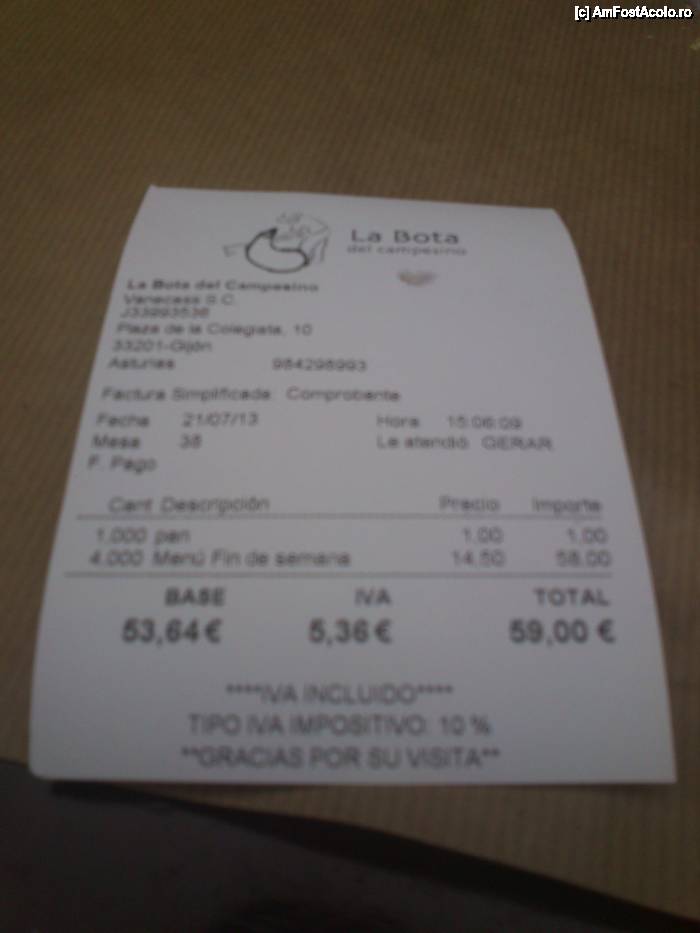 [c] AmFostAcolo.ro
La Bota
del campesino
La Bota del Campesino
Vanecass S.C.
J33993536
Plaza de la Colegiata, 10
33201-Gijón
Asturias 984298993
Factura Simplificada: Comprobante
Fecha 21/07/13 Hora 15:06:09
Mesa 38 Le atendió GERAR
F. Pago
Cant Descripción Precio Importe
1.000 pan 1.00 1.00
4.000 Menú Fin de semana 14.50 58.00
BASE IVA TOTAL
53,64 € 5,36 € 59,00 €
****IVA INCLUIDO****
TIPO IVA IMPOSITIVO: 10 %
**GRACIAS POR SU VISITA**